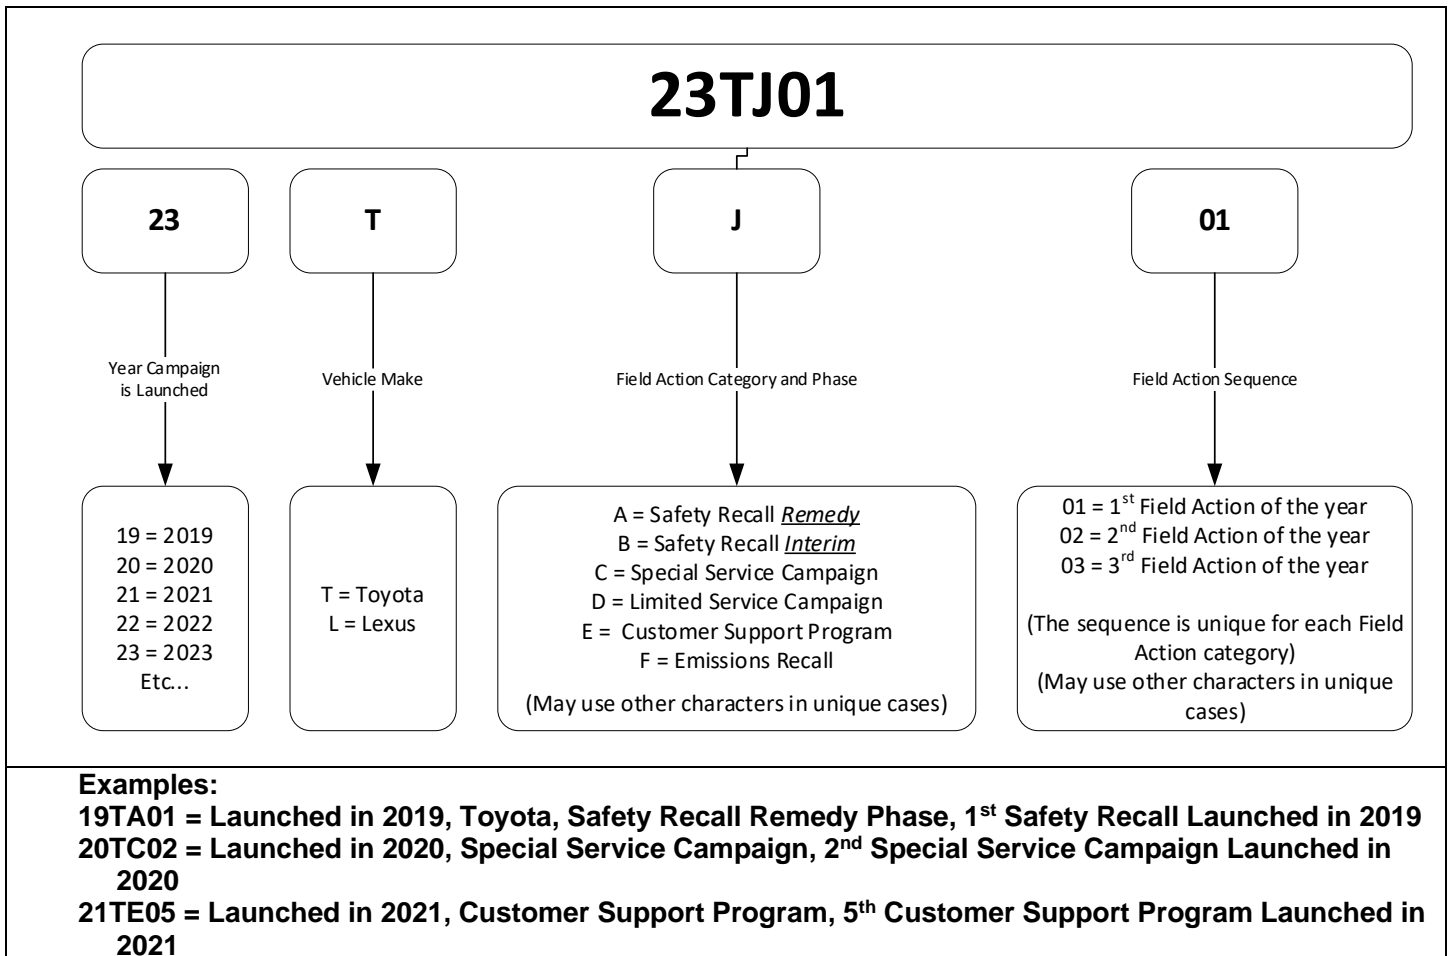 23TJ01
23
T
J
01
Year Campaign
is Launched
Vehicle Make
Field Action Category and Phase
Field Action Sequence
19 = 2019
20 = 2020
21 = 2021
22 = 2022
23 = 2023
Etc...
T = Toyota
L = Lexus
A = Safety Recall Remedy
B = Safety Recall Interim
C = Special Service Campaign
D = Limited Service Campaign
E =  Customer Support Program
F = Emissions Recall
(May use other characters in unique cases)
01 = 1st Field Action of the year
02 = 2nd Field Action of the year
03 = 3rd Field Action of the year
(The sequence is unique for each Field
Action category)
(May use other characters in unique
cases)
Examples:
19TA01 = Launched in 2019, Toyota, Safety Recall Remedy Phase, 1st Safety Recall Launched in 2019
20TC02 = Launched in 2020, Special Service Campaign, 2nd Special Service Campaign Launched in
2020
21TE05 = Launched in 2021, Customer Support Program, 5th Customer Support Program Launched in
2021